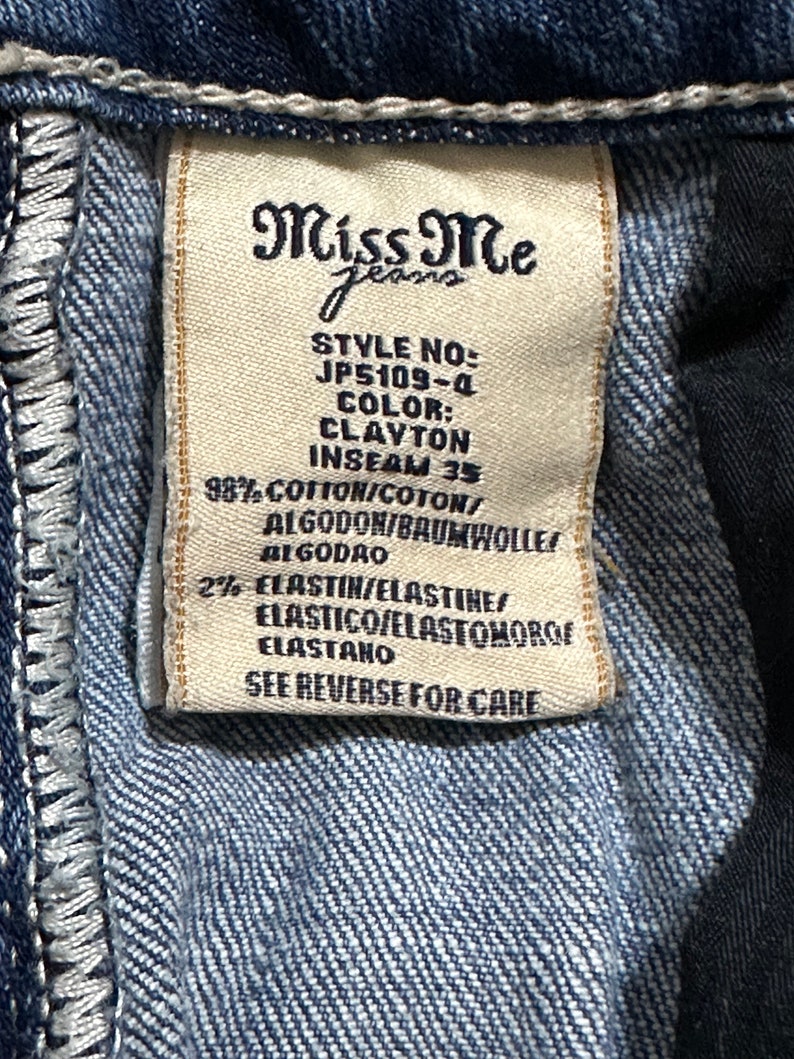 Miss Me
jeans
STYLE NO:
JP5109-4
COLOR:
CLAYTON
INSEAM 35
98% COTTON/COTON/
ALGODON/BAUMWOLLE/
ALGODAO
2% ELASTIN/ELASTINE/
ELASTICO/ELASTOMORGE
ELASTANO
SEE REVERSE FOR CARE